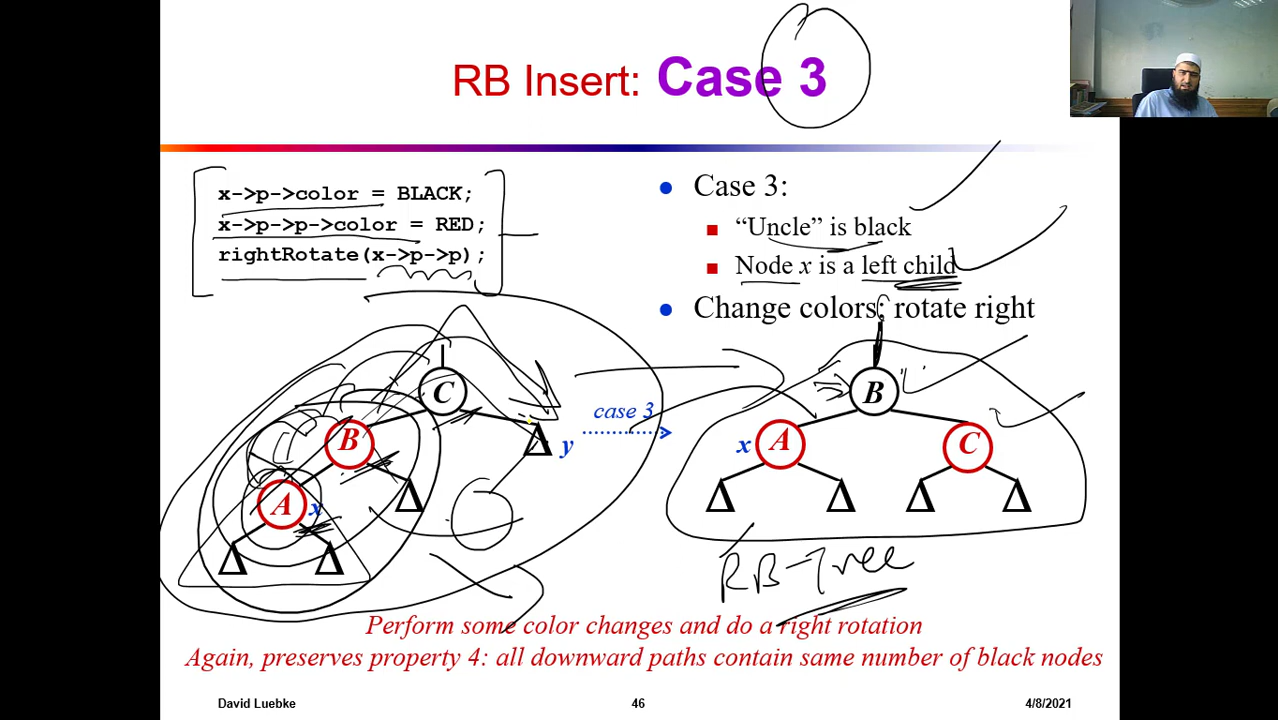 RB Insert: Case 3
x->p->color = BLACK;
x->p->p->color = RED;
rightRotate(x->p->p);
Case 3:
“Uncle” is black
Node x is a left child
Change colors; rotate right
C
B
A
x
Δ
Δ
Δ
Δ
y
case 3
B
x
A
C
Δ
Δ
Δ
Δ
RB-Tree
Perform some color changes and do a right rotation
Again, preserves property 4: all downward paths contain same number of black nodes
David Luebke
46
4/8/2021